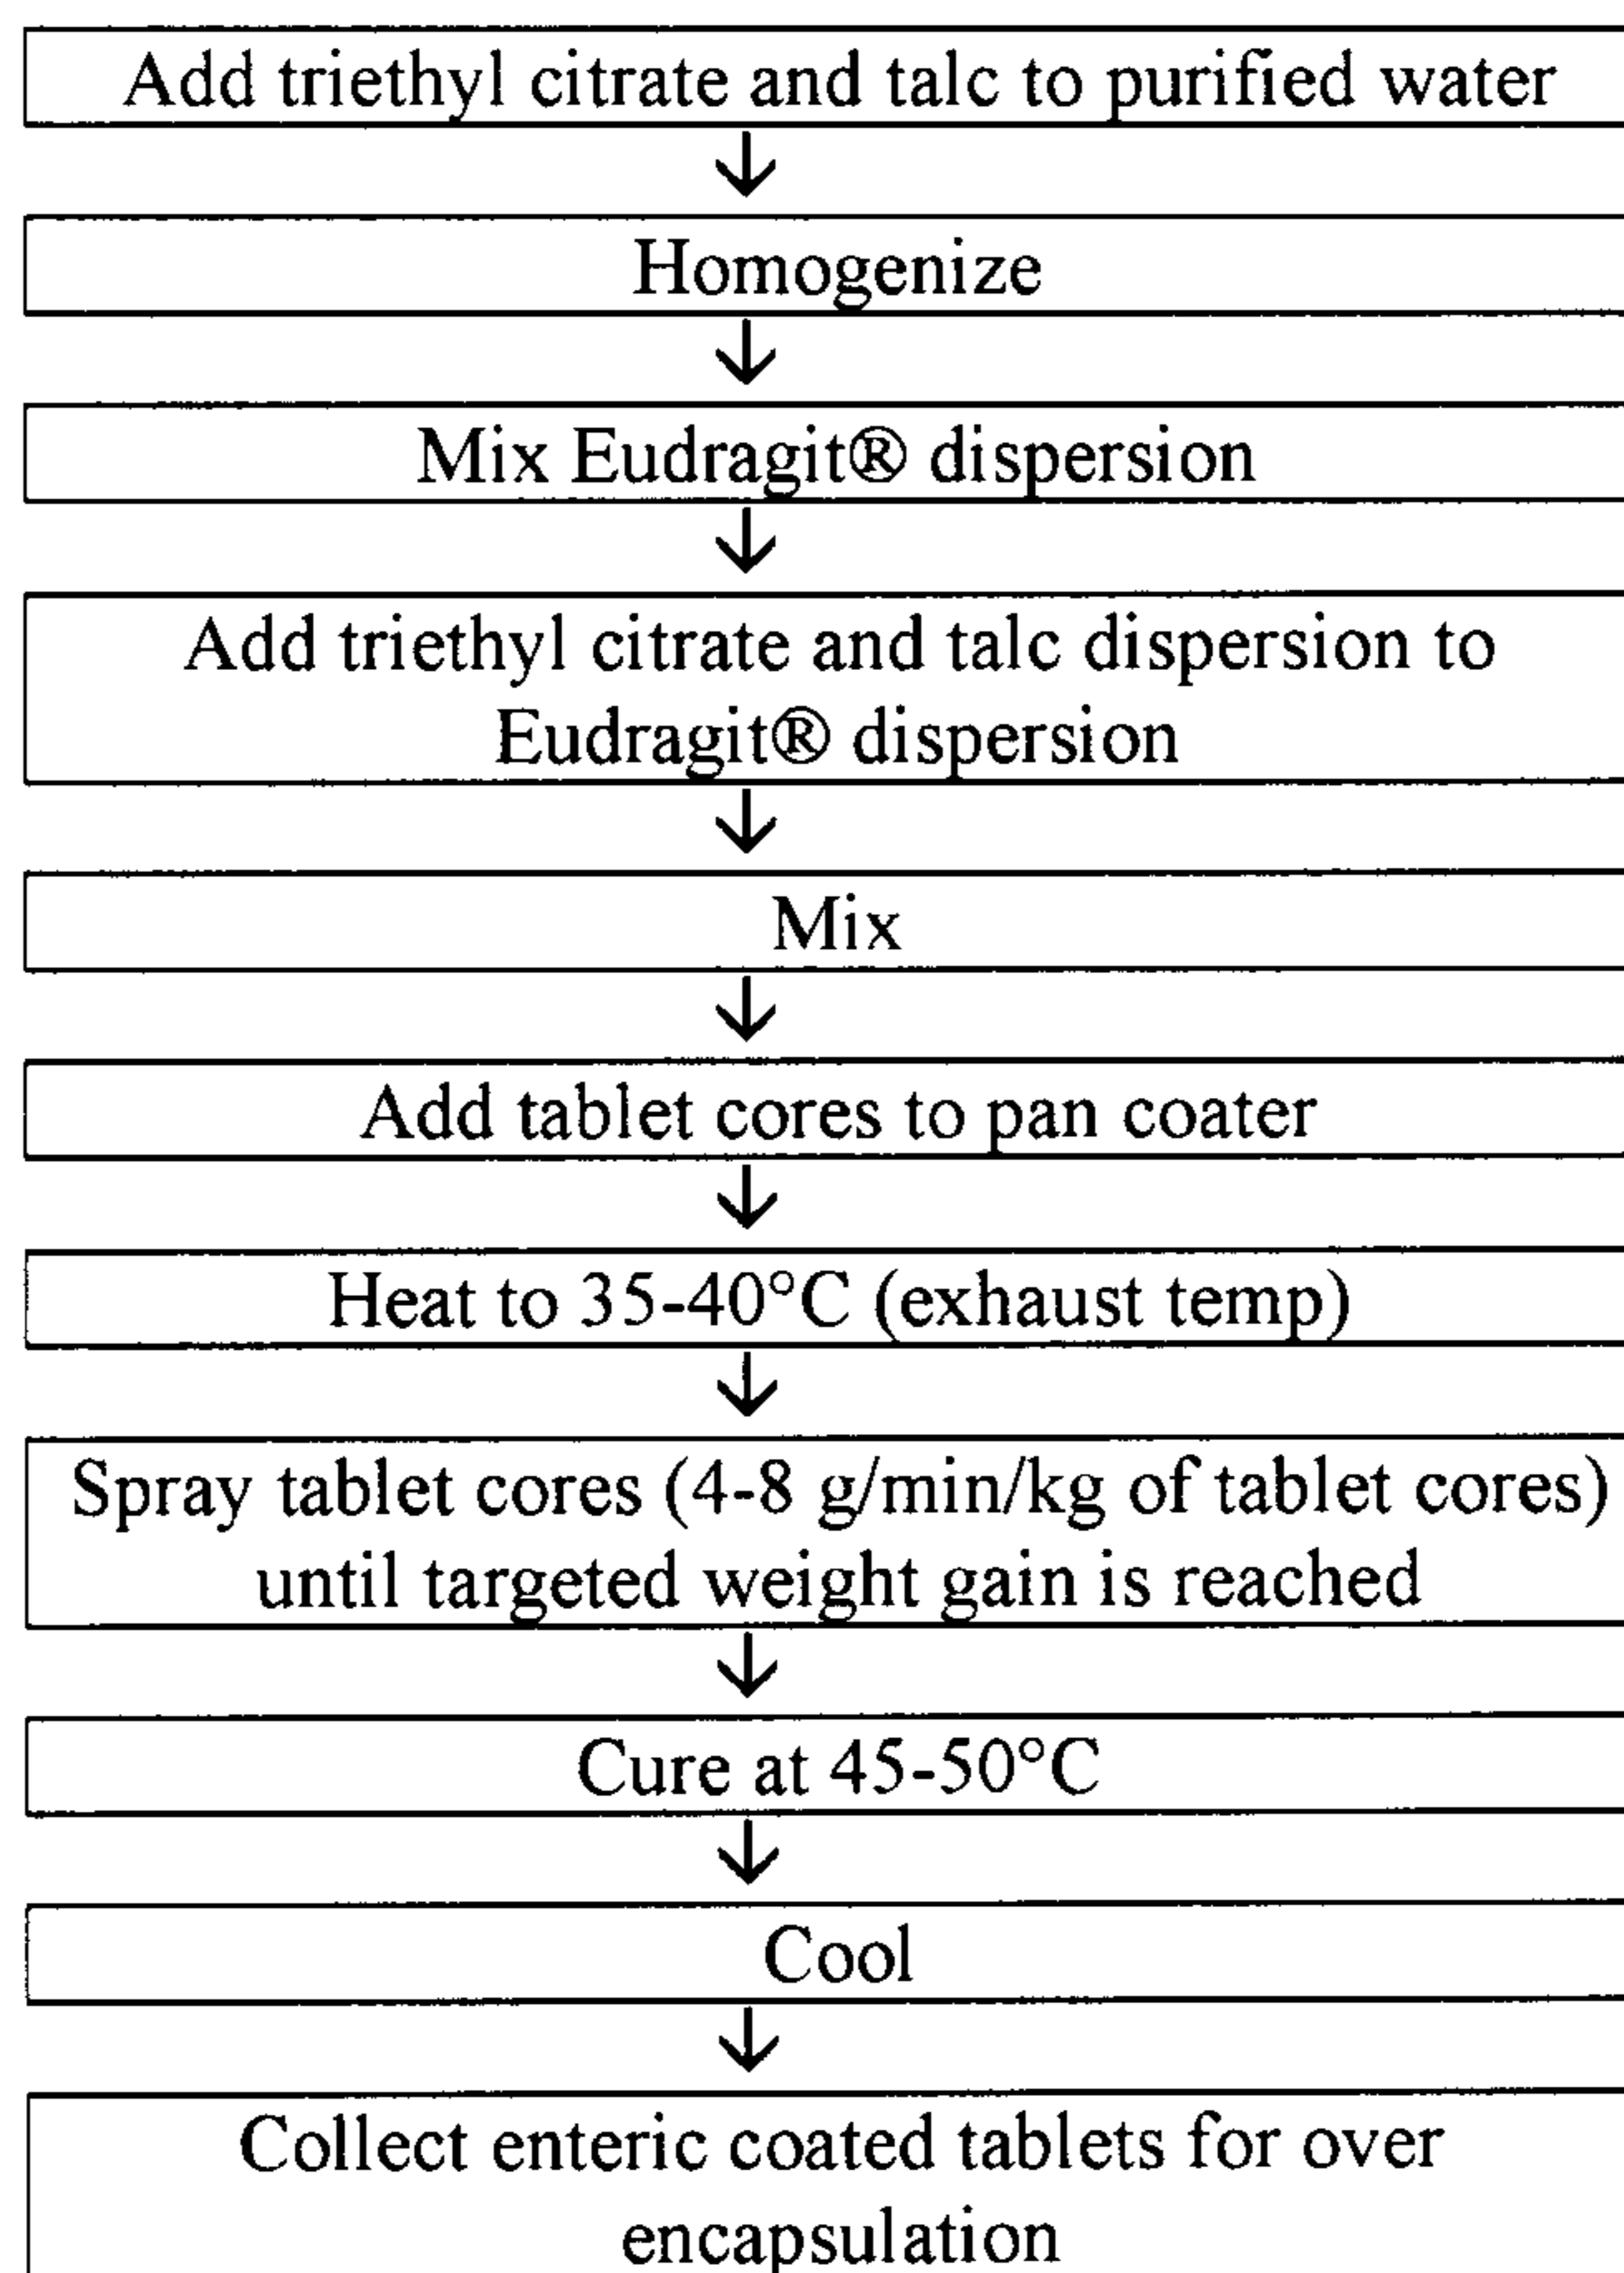 Add triethyl citrate and talc to purified water
Homogenize
Mix Eudragit® dispersion
Add triethyl citrate and talc dispersion to
Eudragit® dispersion
Mix
Add tablet cores to pan coater
Heat to 35-40°C (exhaust temp)
Spray tablet cores (4-8 g/min/kg of tablet cores)
until targeted weight gain is reached
Cure at 45-50°C
Cool
Collect enteric coated tablets for over
encapsulation